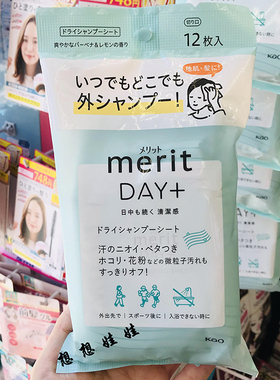 切り口
ドライシャンプーシート
爽やかなバーベナ&レモンの香り
12枚入
いつでもどこでも
外シャンプー!
地肌・髪に!
メリット
merit
DAY+
日中も続く 清潔感
ドライシャンプーシート
汗のニオイ・ベタつき
ホコリ・花粉などの微粒子汚れも
すっきりオフ!
外出先で
スポーツ後に
入浴できない時に
想想娃娃
Kao